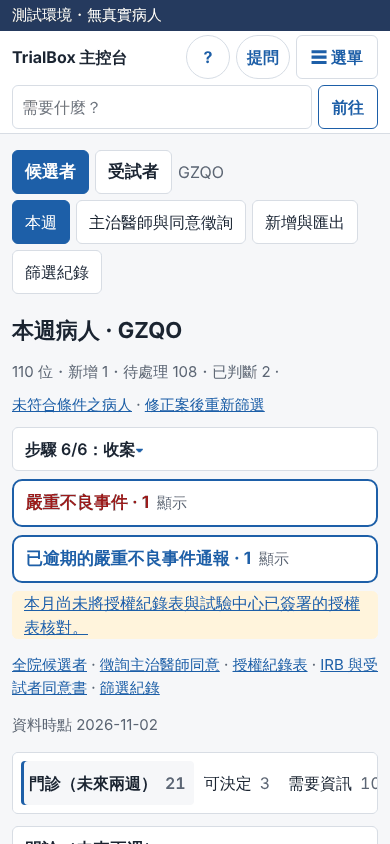 測試環境・無真實病人
TrialBox 主控台
?
提問
☰ 選單
需要什麼？
前往
候選者
受試者
GZQO
本週
主治醫師與同意徵詢
新增與匯出
篩選紀錄
本週病人 · GZQO
110 位・新增 1・待處理 108・已判斷 2 ·
未符合條件之病人 · 修正案後重新篩選
步驟 6/6：收案
嚴重不良事件 · 1 顯示
已逾期的嚴重不良事件通報 · 1 顯示
本月尚未將授權紀錄表與試驗中心已簽署的授權
表核對。
全院候選者 · 徵詢主治醫師同意 · 授權紀錄表 · IRB 與受
試者同意書 · 篩選紀錄
資料時點 2026-11-02
門診（未來兩週） 21
可決定 3
需要資訊 10